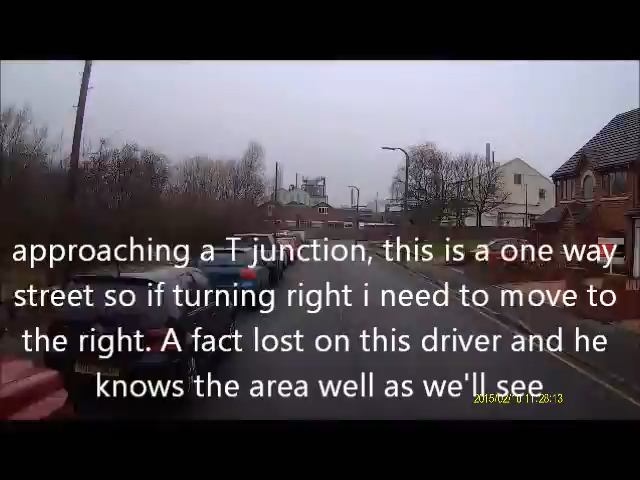 approaching a T junction, this is a one way
street so if turning right i need to move to
the right. A fact lost on this driver and he
knows the area well as we'll see